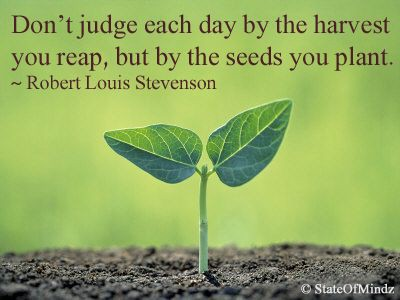 Don't judge each day by the harvest
you reap, but by the seeds you plant.
~ Robert Louis Stevenson
© StateOfMindz